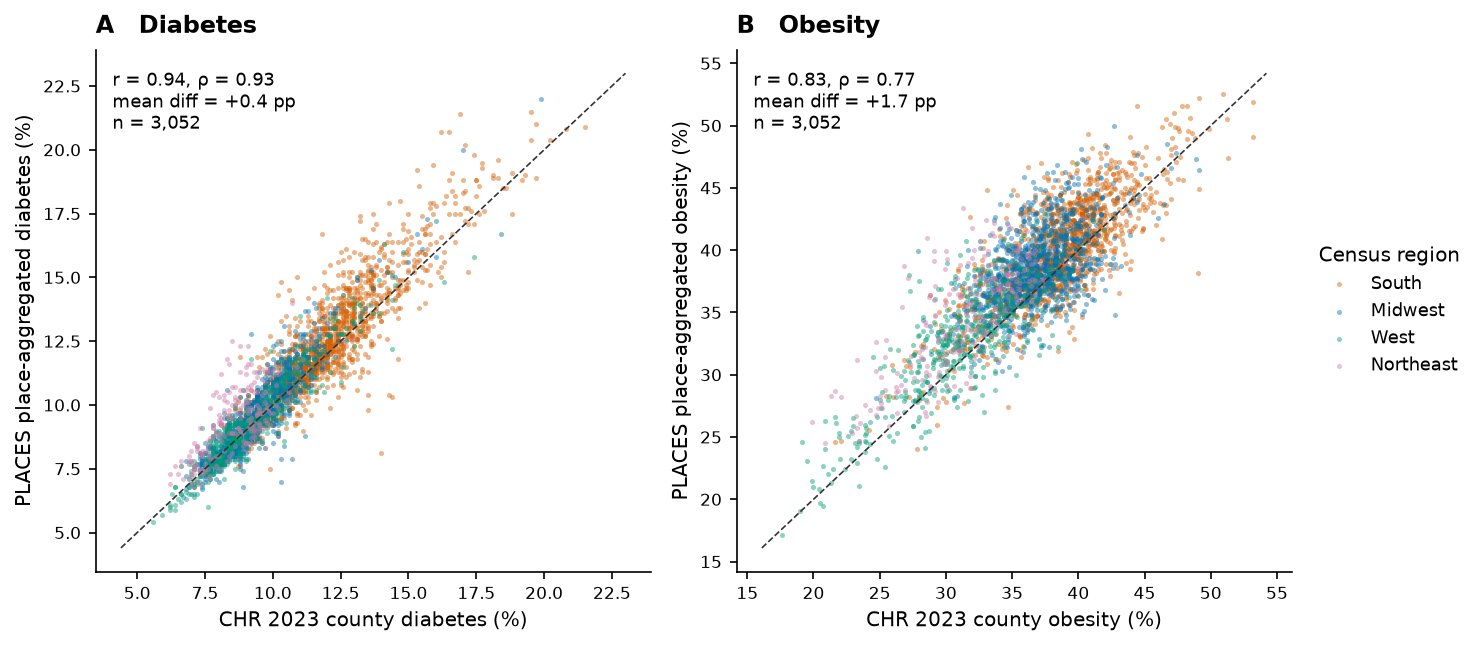 A Diabetes
r = 0.94, ρ = 0.93
mean diff = +0.4 pp
n = 3,052
PLACES place-aggregated diabetes (%)
22.5
20.0
17.5
15.0
12.5
10.0
7.5
5.0
5.0 7.5 10.0 12.5 15.0 17.5 20.0 22.5
CHR 2023 county diabetes (%)
B Obesity
r = 0.83, ρ = 0.77
mean diff = +1.7 pp
n = 3,052
PLACES place-aggregated obesity (%)
55
50
45
40
35
30
25
20
15
15 20 25 30 35 40 45 50 55
CHR 2023 county obesity (%)
Census region
South
Midwest
West
Northeast